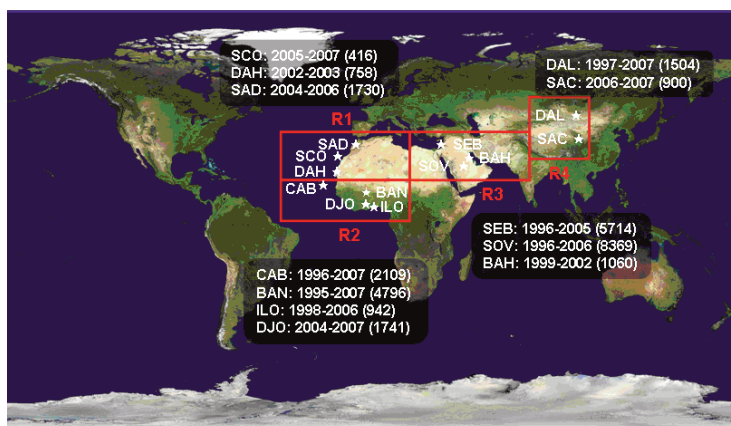 SCO: 2005-2007 (416)
DAH: 2002-2003 (758)
SAD: 2004-2006 (1730)
DAL: 1997-2007 (1504)
SAC: 2006-2007 (900)
R1
DAL
SAC
R4
SAD
SCO
DAH
SEB
BAH
SOV
R3
CAB
BAN
DJO
ILO
R2
SEB: 1996-2005 (5714)
SOV: 1996-2006 (8369)
BAH: 1999-2002 (1060)
CAB: 1996-2007 (2109)
BAN: 1995-2007 (4796)
ILO: 1998-2006 (942)
DJO: 2004-2007 (1741)